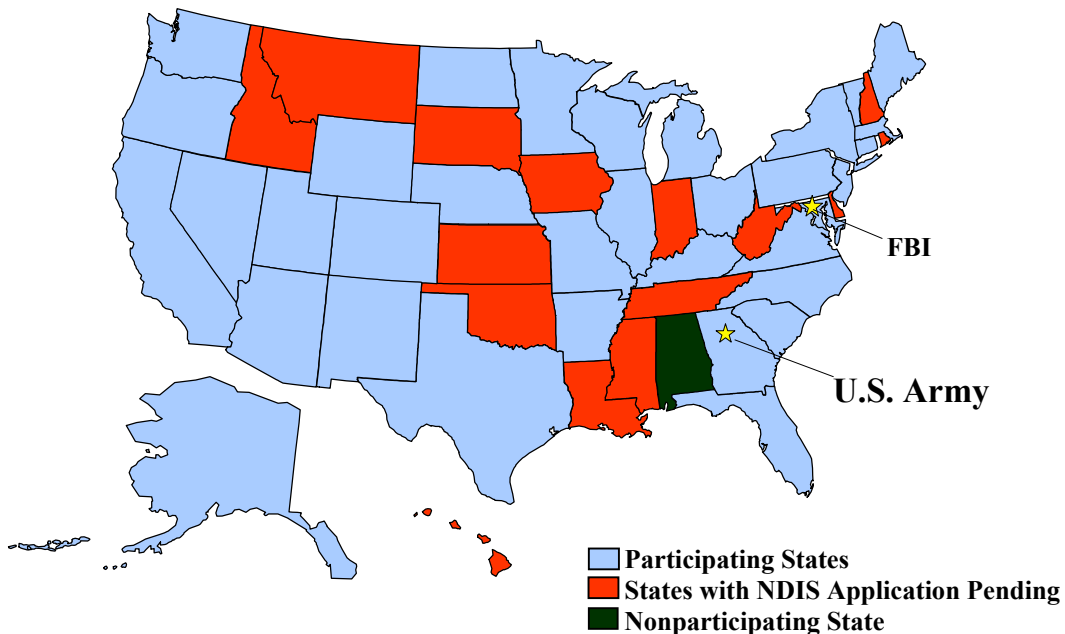 FBI
U.S. Army
Participating States
States with NDIS Application Pending
Nonparticipating State